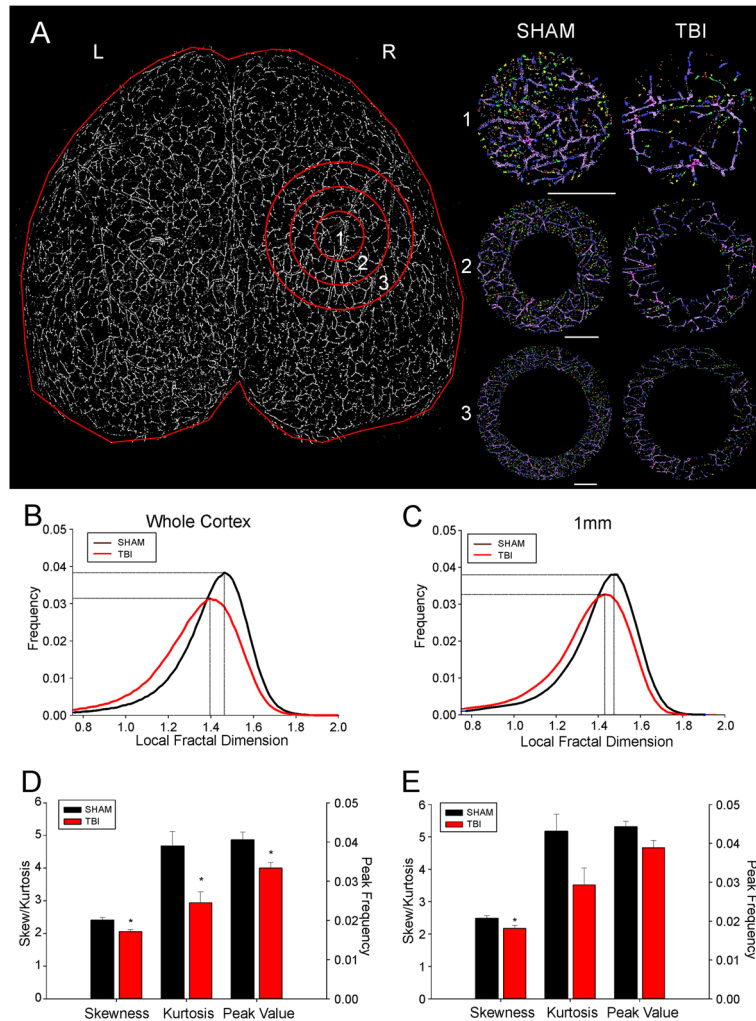 A
L
R
SHAM
TBI
1
2
3
1
2
3
B
Whole Cortex
SHAM
TBI
Frequency
0.05
0.04
0.03
0.02
0.01
0.00
0.8
1.0
1.2
1.4
1.6
1.8
2.0
Local Fractal Dimension
C
1mm
SHAM
TBI
Frequency
0.05
0.04
0.03
0.02
0.01
0.00
0.8
1.0
1.2
1.4
1.6
1.8
2.0
Local Fractal Dimension
D
SHAM
TBI
Skew/Kurtosis
6
5
4
3
2
1
0
* * *
0.05
0.04
0.03
0.02
0.01
0.00
Peak Frequency
Skewness Kurtosis Peak Value
E
SHAM
TBI
Skew/Kurtosis
6
5
4
3
2
1
0
*
0.05
0.04
0.03
0.02
0.01
0.00
Peak Frequency
Skewness Kurtosis Peak Value